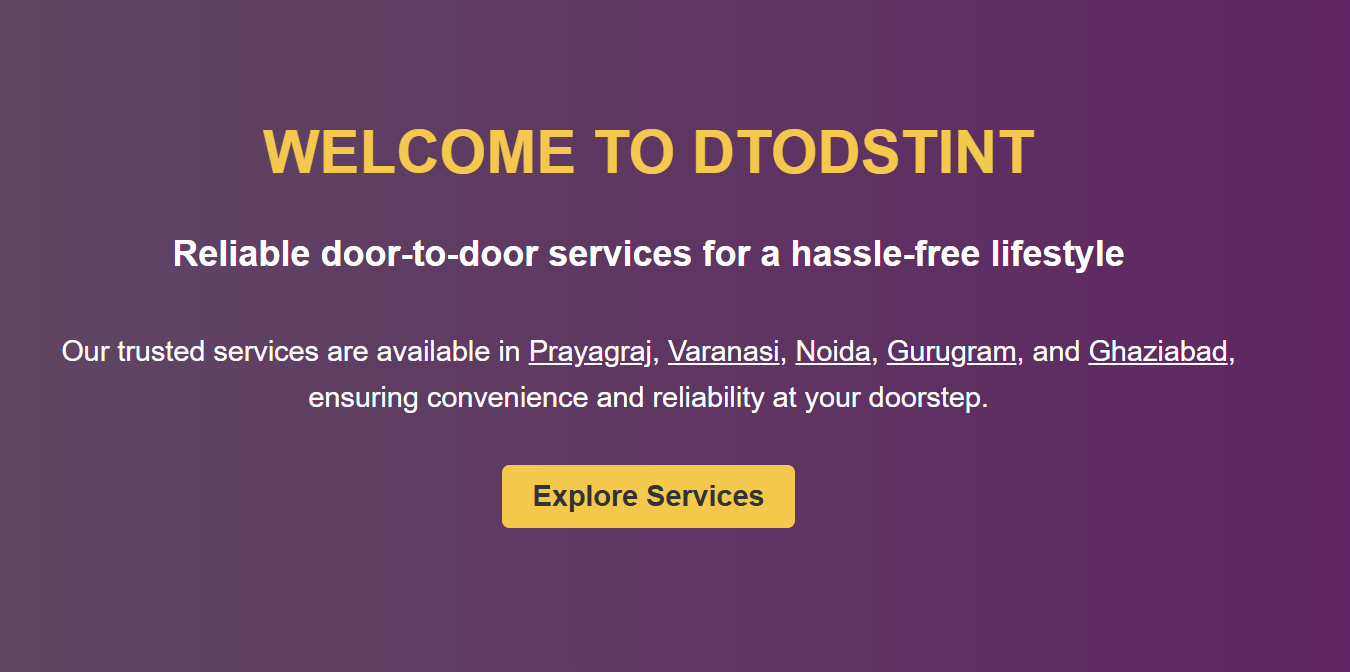 WELCOME TO DTODSTINT
Reliable door-to-door services for a hassle-free lifestyle
Our trusted services are available in Prayagraj, Varanasi, Noida, Gurugram, and Ghaziabad,
ensuring convenience and reliability at your doorstep.
Explore Services